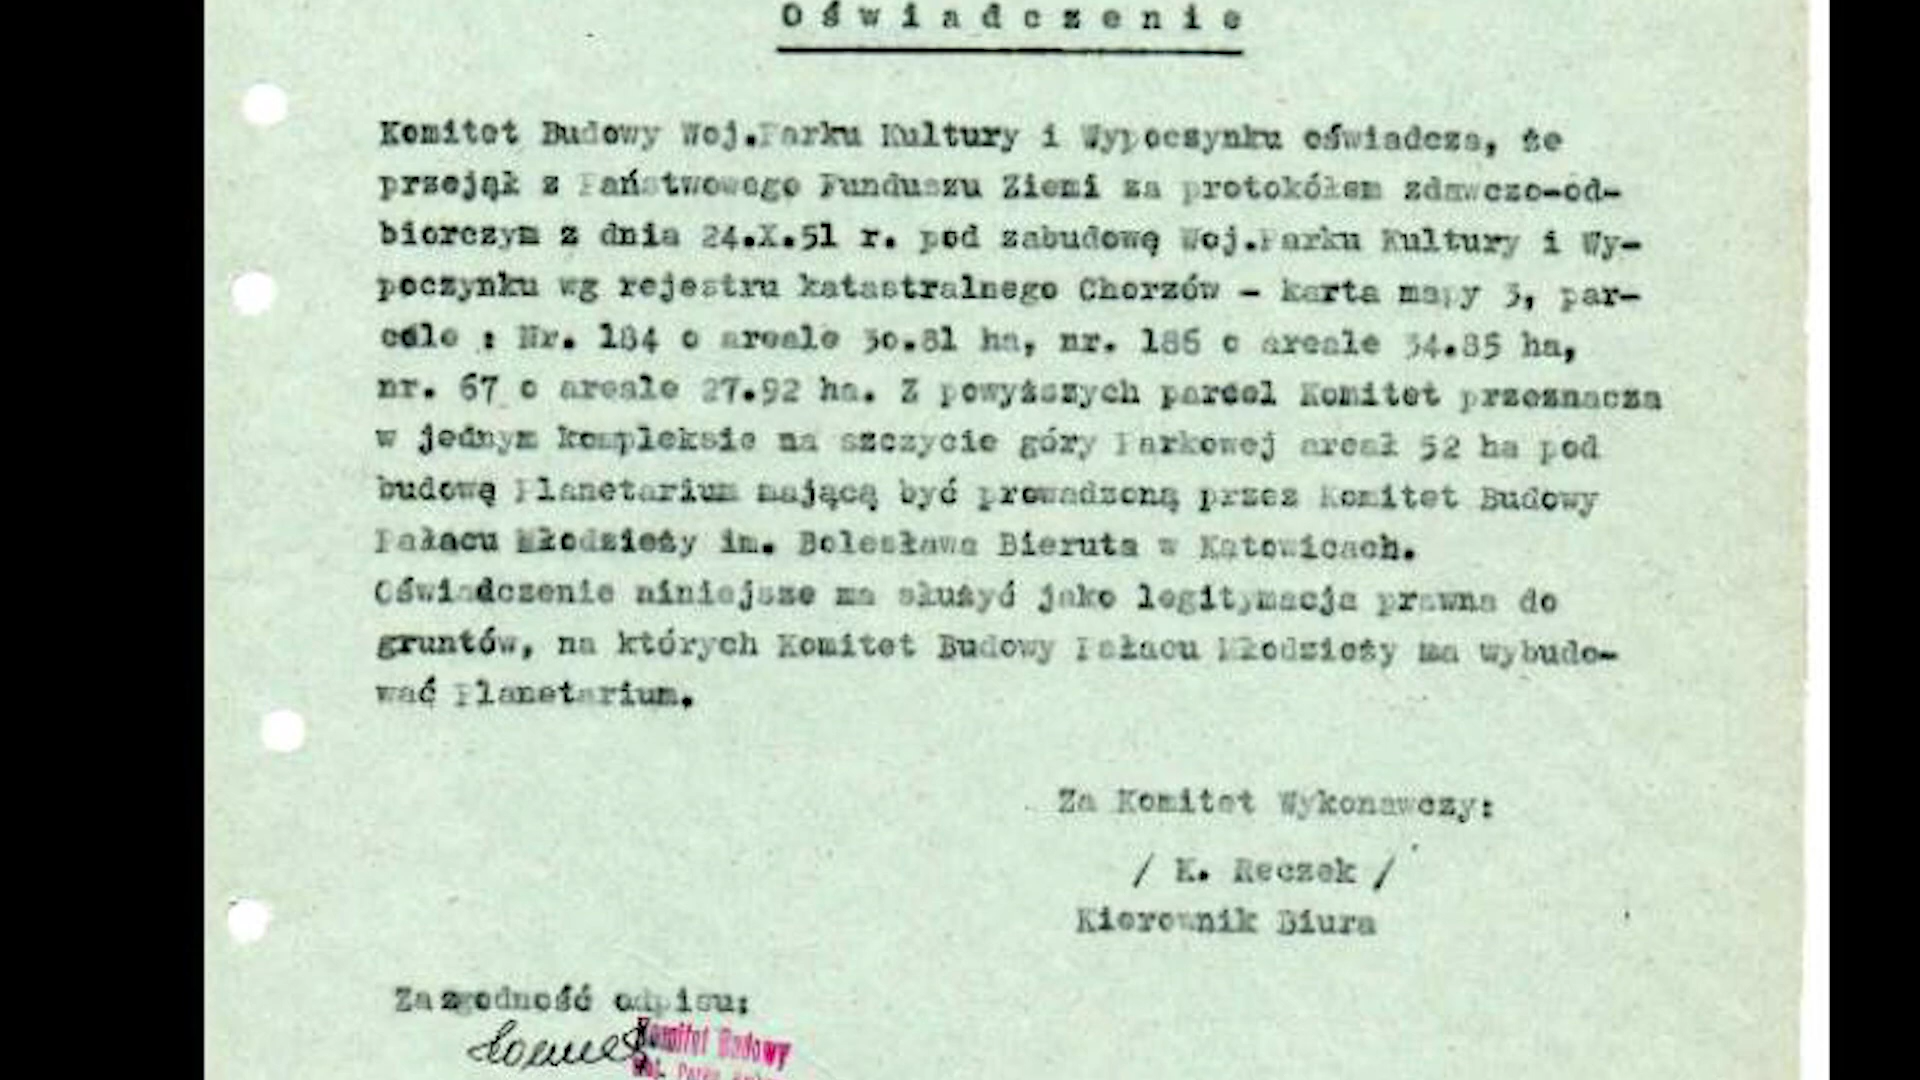 Oświadczenie
Komitet Budowy Woj.Parku Kultury i Wypoczynku oświadcza, że
przejął z Państwowego Funduszu Ziemi za protokółem zdawczo-od-
biorczym z dnia 24.X.51 r. pod zabudowę Woj.Parku Kultury i Wy-
poczynku wg rejestru katastralnego Chorzów - karta mapy 3, par-
cele : Nr. 184 o areale 30.81 ha, nr. 186 o areale 34.85 ha,
nr. 67 o areale 27.92 ha. Z powyższych parcel Komitet przeznacza
w jednym kompleksie na szczycie góry Parkowej areał 52 ha pod
budowę Planetarium mającą być prowadzoną przez Komitet Budowy
Pałacu Młodzieży im. Bolesława Bieruta w Katowicach.
Oświadczenie niniejsze ma służyć jako legitymacja prawna do
gruntów, na których Komitet Budowy Pałacu Młodzieży ma wybudo-
wać Planetarium.
Za Komitet Wykonawczy:
/ K. Reczek /
Kierownik Biura
Za zgodność odpisu:
Komitet Budowy
Woj. Parku